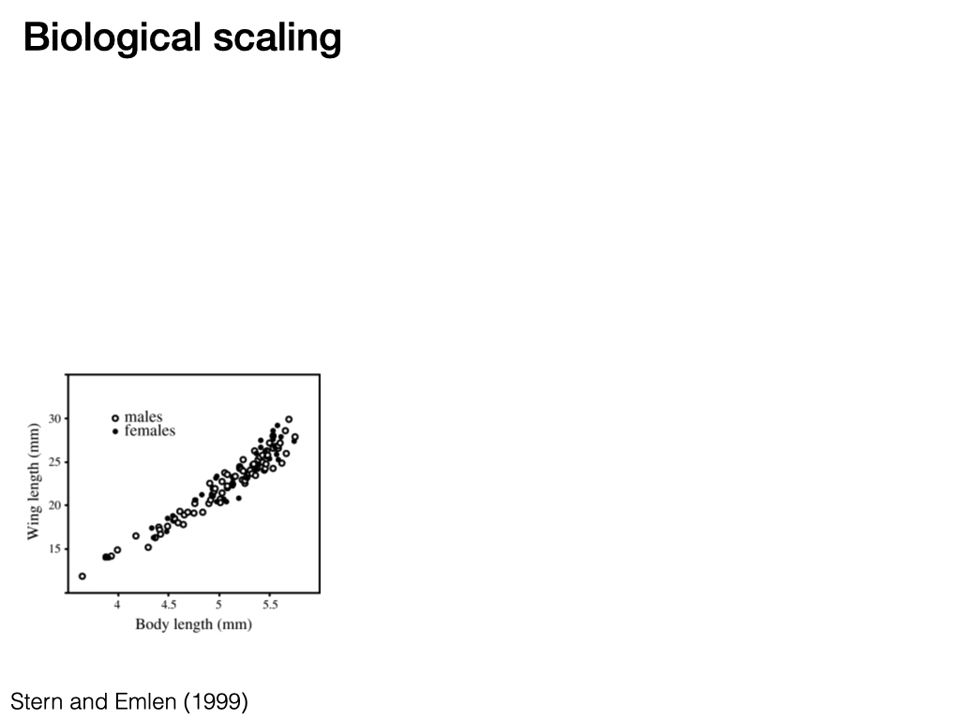 Biological scaling
males
females
30
25
20
15
Wing length (mm)
4
4.5
5
5.5
Body length (mm)
Stern and Emlen (1999)